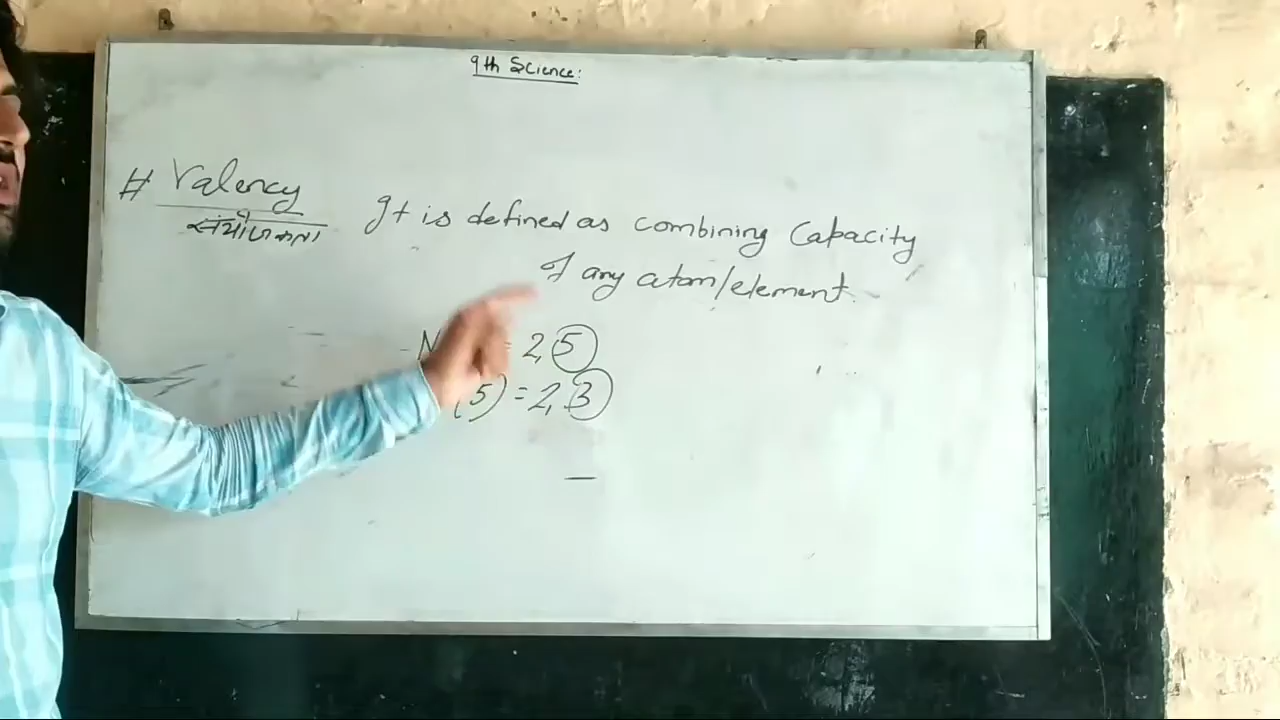 9th Science:
# Valency
संयोजकता
It is defined as combining Capacity
of any atom/element.
N = 2, 5
(5) = 2, 3